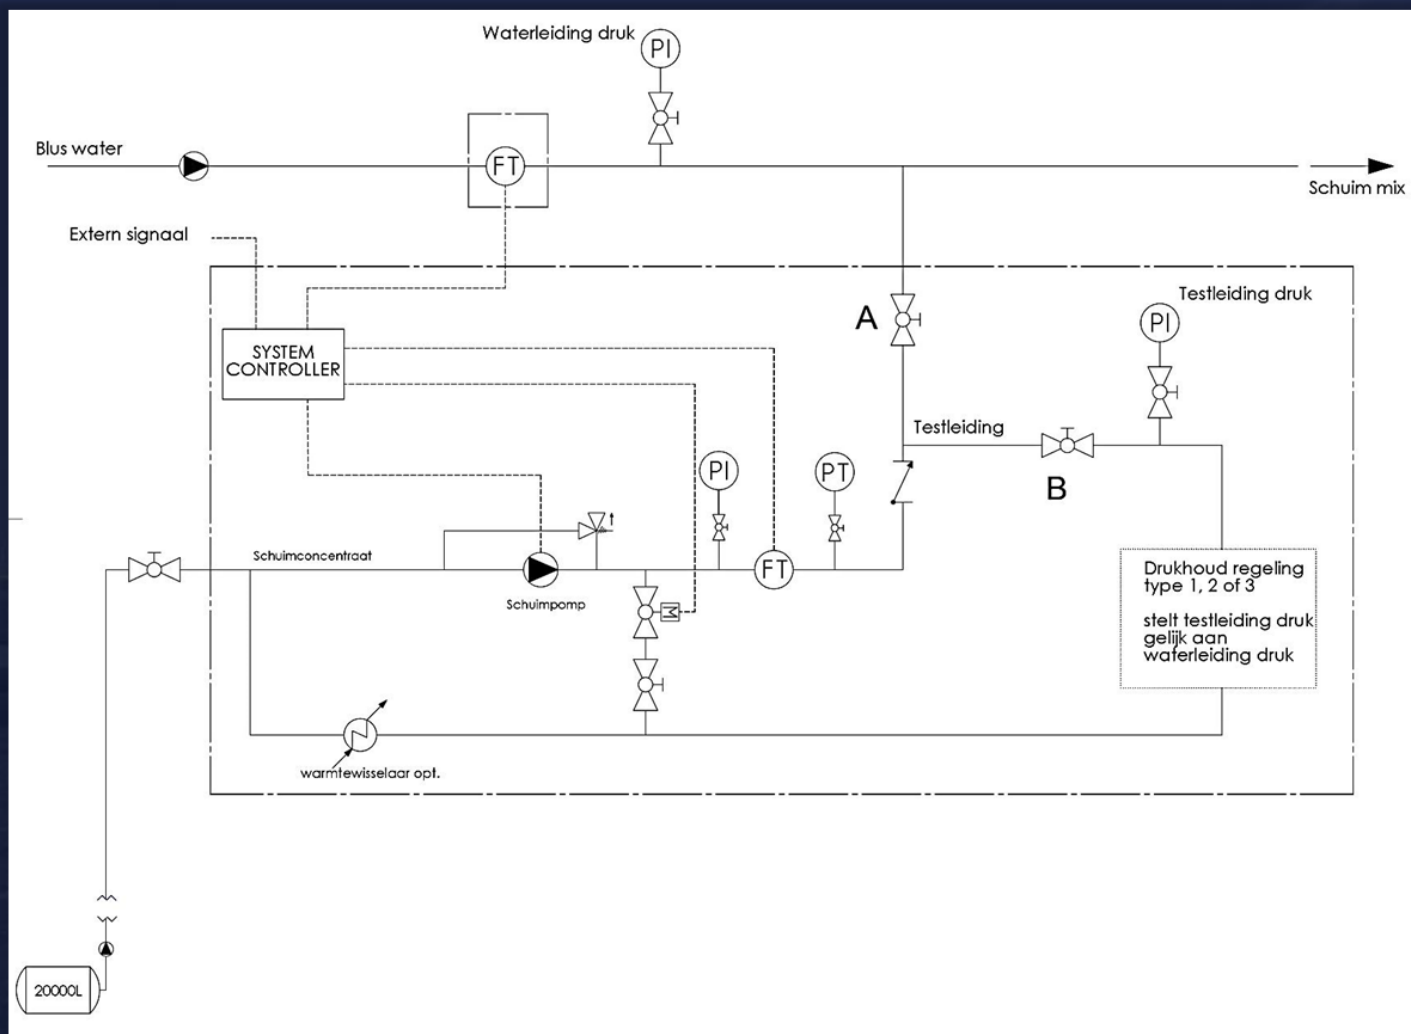 Waterleiding druk
PI
Blus water
FT
Schuim mix
Extern signaal
Testleiding druk
A
PI
SYSTEM
CONTROLLER
Testleiding
PI
PT
B
Schuimconcentraat
FT
Drukhoud regeling
type 1, 2 of 3
stelt testleiding druk
gelijk aan
waterleiding druk
Schuimpomp
M
warmtewisselaar opt.
20000L